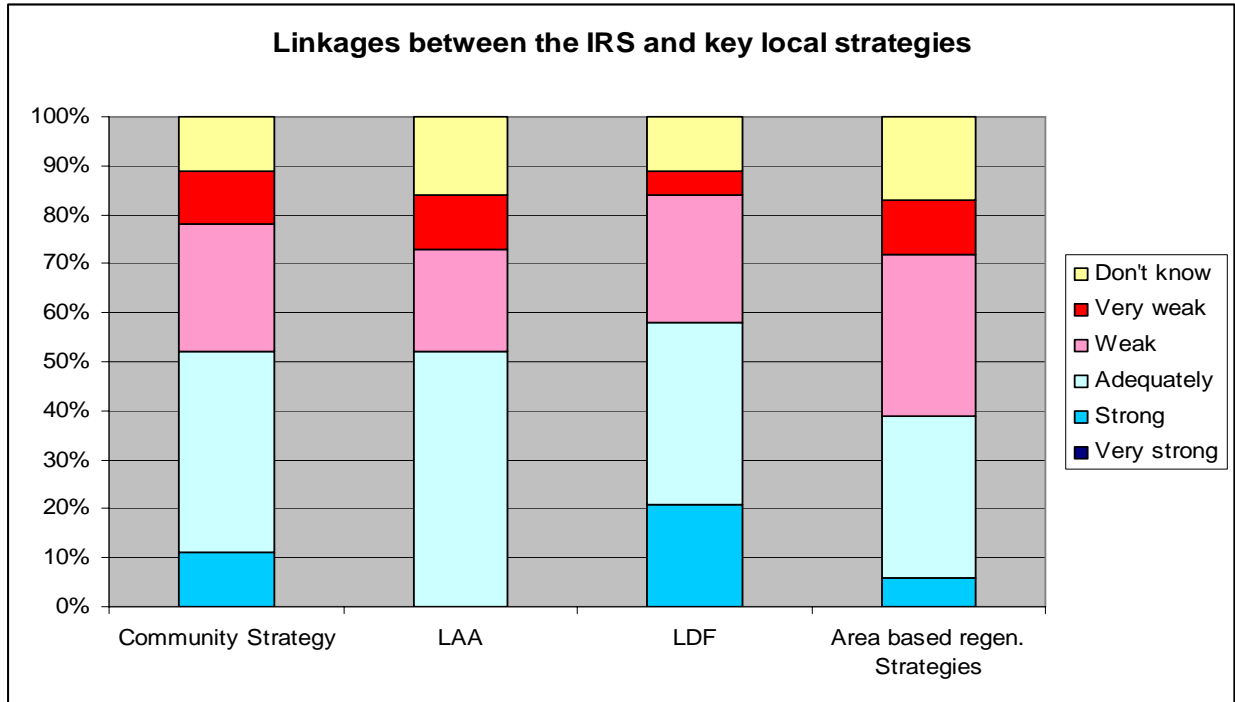 Linkages between the IRS and key local strategies
100%
90%
80%
70%
60%
50%
40%
30%
20%
10%
0%
Community Strategy
LAA
LDF
Area based regen.
Strategies
Don't know
Very weak
Weak
Adequately
Strong
Very strong